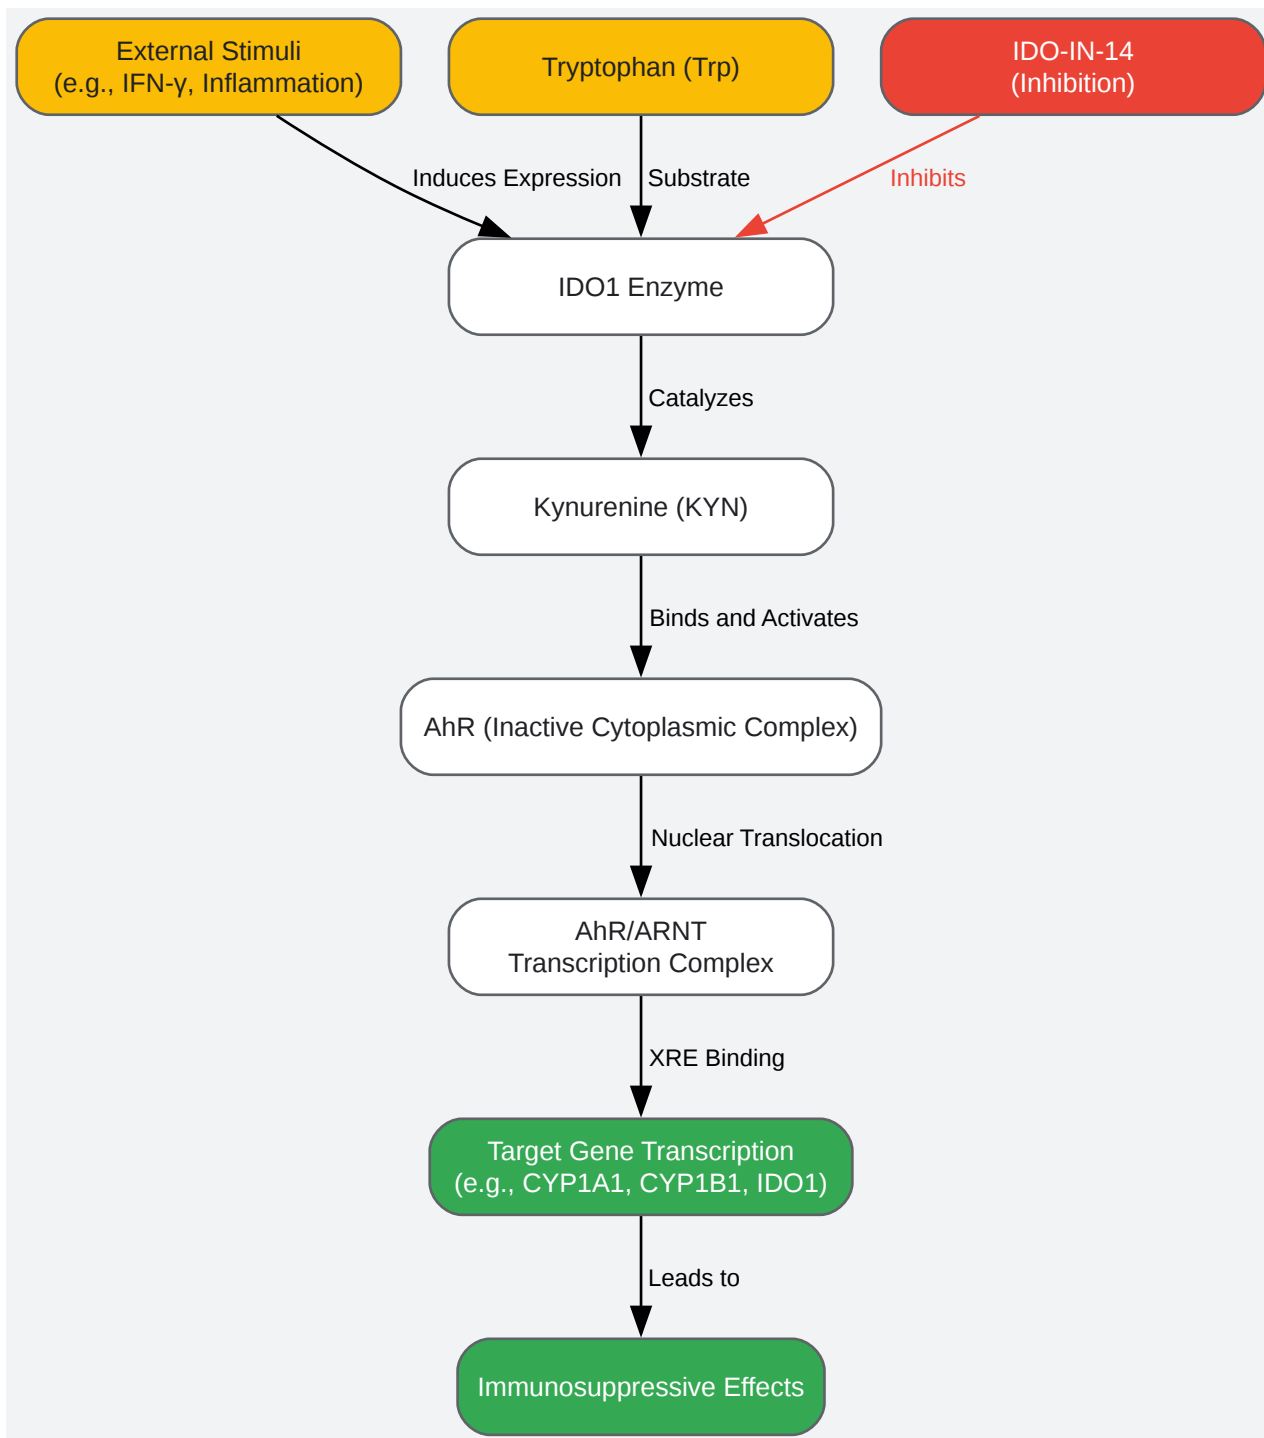 External Stimuli
(e.g., IFN-γ, Inflammation)
Tryptophan (Trp)
IDO-IN-14
(Inhibition)
Induces Expression
Substrate
Inhibits
IDO1 Enzyme
Catalyzes
Kynurenine (KYN)
Binds and Activates
AhR (Inactive Cytoplasmic Complex)
Nuclear Translocation
AhR/ARNT
Transcription Complex
XRE Binding
Target Gene Transcription
(e.g., CYP1A1, CYP1B1, IDO1)
Leads to
Immunosuppressive Effects